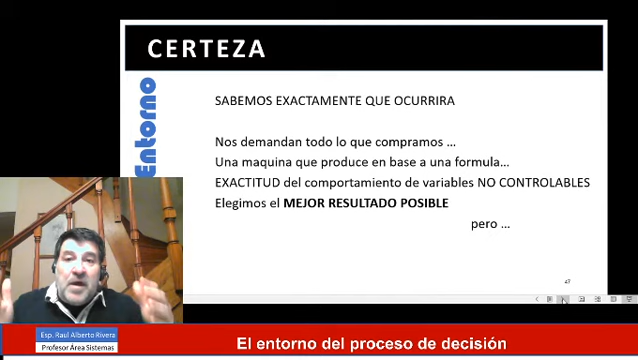 CERTEZA
Entorno
SABEMOS EXACTAMENTE QUE OCURRIRA
Nos demandan todo lo que compramos ...
Una maquina que produce en base a una formula...
EXACTITUD del comportamiento de variables NO CONTROLABLES
Elegimos el MEJOR RESULTADO POSIBLE
pero ...
47
Esp. Raul Alberto Rivera
Profesor Área Sistemas
El entorno del proceso de decisión